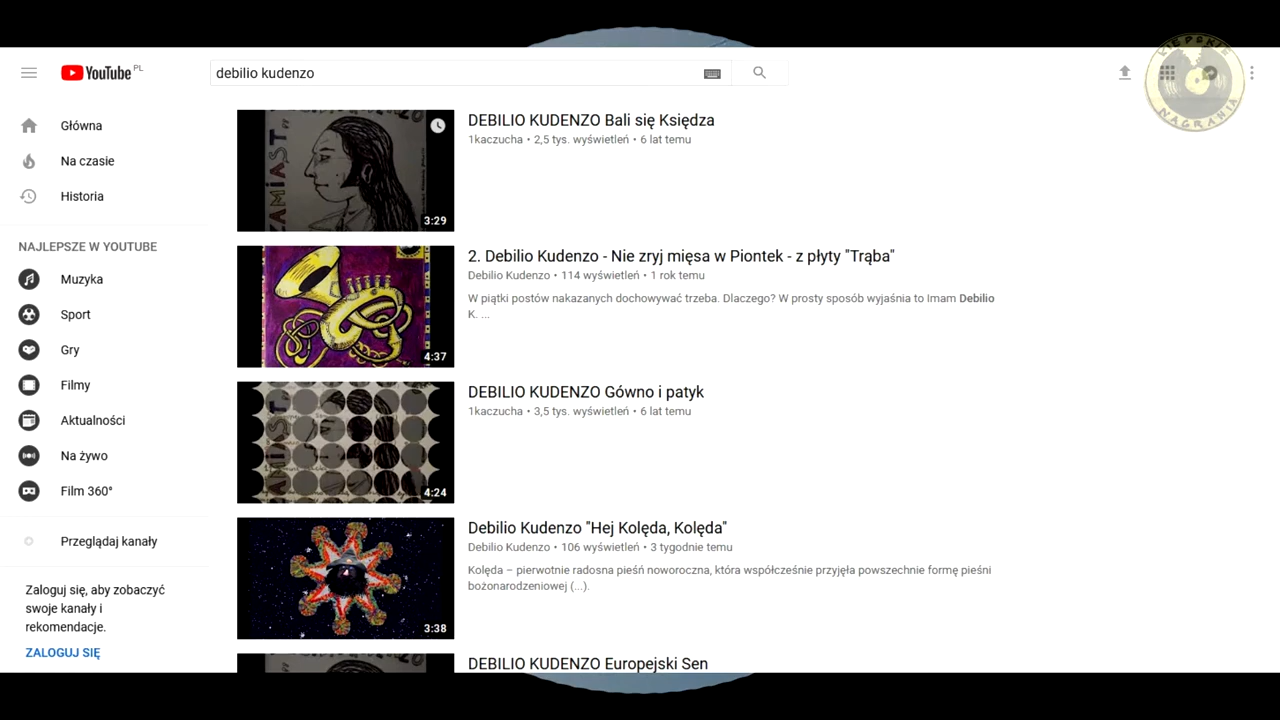 YouTube PL
debilio kudenzo
KIEPSKIE
NAGRANIA
Główna
Na czasie
Historia
NAJLEPSZE W YOUTUBE
Muzyka
Sport
Gry
Filmy
Aktualności
Na żywo
Film 360°
Przeglądaj kanały
Zaloguj się, aby zobaczyć
swoje kanały i
rekomendacje.
ZALOGUJ SIĘ
ZAMIAST
3:29
DEBILIO KUDENZO Bali się Księdza
1kaczucha • 2,5 tys. wyświetleń • 6 lat temu
4:37
2. Debilio Kudenzo - Nie zryj mięsa w Piontek - z płyty "Trąba"
Debilio Kudenzo • 114 wyświetleń • 1 rok temu
W piątki postów nakazanych dochowywać trzeba. Dlaczego? W prosty sposób wyjaśnia to Imam Debilio
K. ...
4:24
DEBILIO KUDENZO Gówno i patyk
1kaczucha • 3,5 tys. wyświetleń • 6 lat temu
3:38
Debilio Kudenzo "Hej Kolęda, Kolęda"
Debilio Kudenzo • 106 wyświetleń • 3 tygodnie temu
Kolęda – pierwotnie radosna pieśń noworoczna, która współcześnie przyjęła powszechnie formę pieśni
bożonarodzeniowej (...).
DEBILIO KUDENZO Europejski Sen